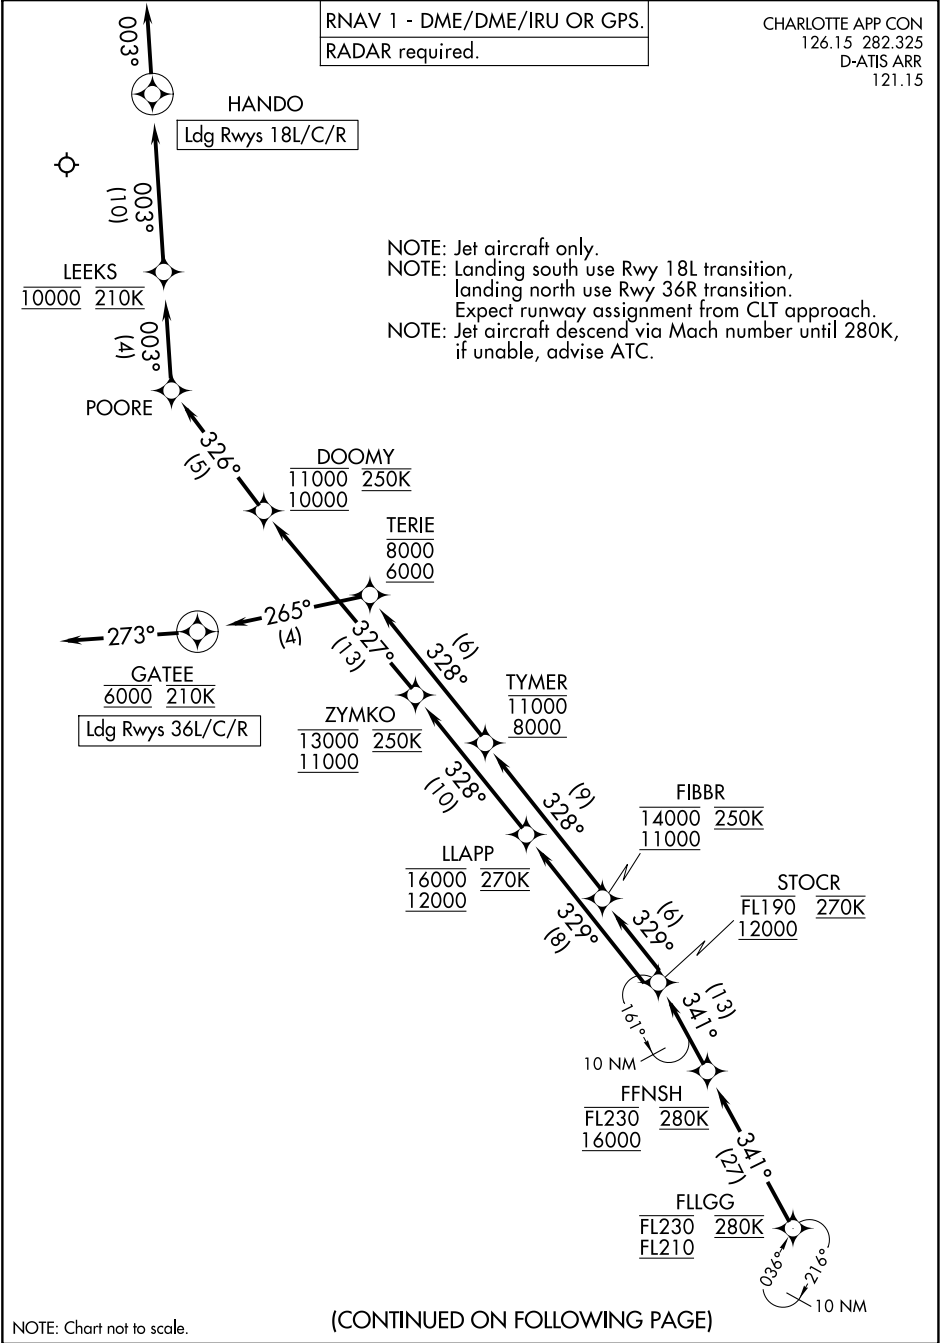 RNAV 1 - DME/DME/IRU OR GPS.
RADAR required.
CHARLOTTE APP CON
126.15 282.325
D-ATIS ARR
121.15
003°
HANDO
Ldg Rwys 18L/C/R
003°
(10)
NOTE: Jet aircraft only.
NOTE: Landing south use Rwy 18L transition,
landing north use Rwy 36R transition.
Expect runway assignment from CLT approach.
NOTE: Jet aircraft descend via Mach number until 280K,
if unable, advise ATC.
LEEKS
10000 210K
003°
(4)
POORE
326°
(5)
DOOMY
11000 250K
10000
TERIE
8000
6000
265°
(4)
273°
327°
(13)
328°
(6)
GATEE
6000 210K
Ldg Rwys 36L/C/R
TYMER
11000
8000
ZYMKO
13000 250K
11000
328°
(10)
328°
(9)
FIBBR
14000 250K
11000
LLAPP
16000 270K
12000
STOCR
FL190 270K
12000
329°
(8)
329°
(6)
161°
10 NM
341°
(13)
FFNSH
FL230 280K
16000
341°
(27)
FLLGG
FL230 280K
FL210
036°
216°
10 NM
NOTE: Chart not to scale.
(CONTINUED ON FOLLOWING PAGE)